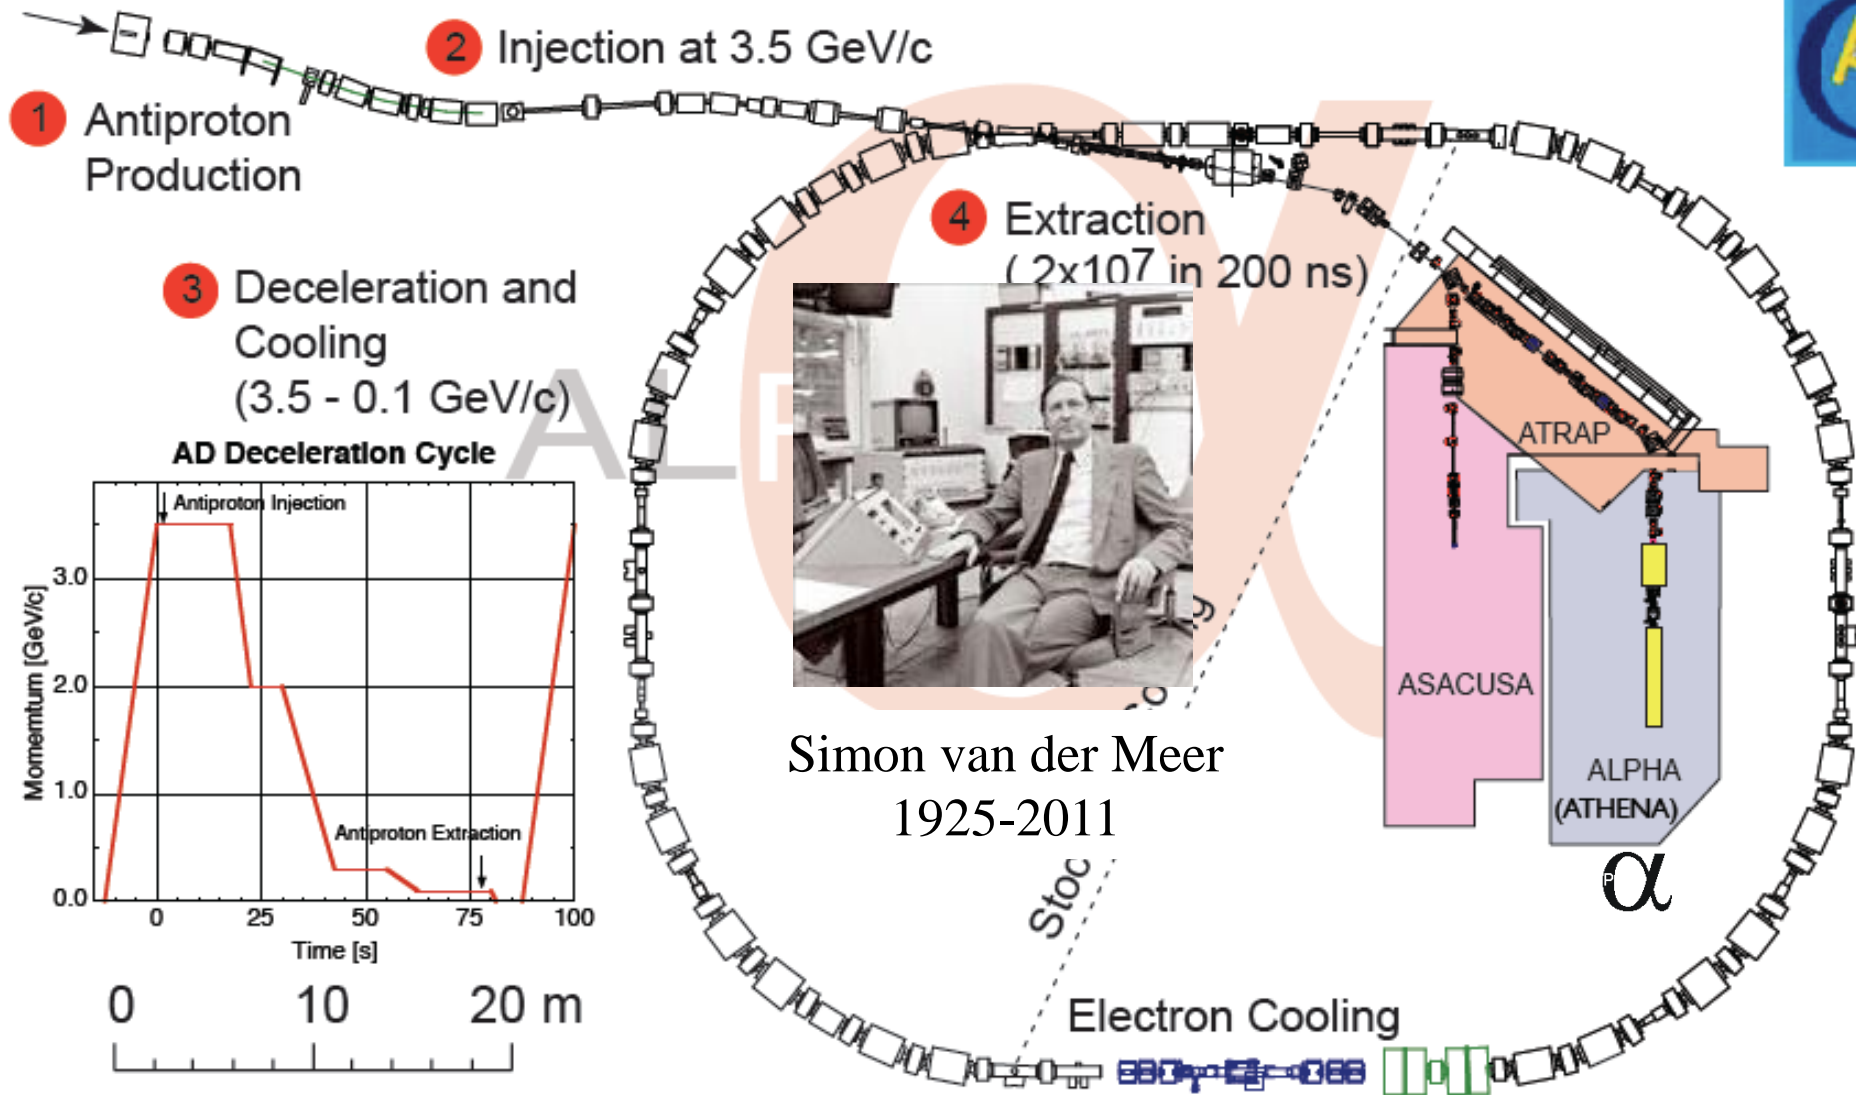 2 Injection at 3.5 GeV/c
1 Antiproton
Production
4 Extraction
( 2x10⁷ in 200 ns)
3 Deceleration and
Cooling
(3.5 - 0.1 GeV/c)
AD Deceleration Cycle
Antiproton Injection
Antiproton Extraction
Momemtum [GeV/c]
3.0
2.0
1.0
0.0
0 25 50 75 100
Time [s]
0 10 20 m
ATRAP
ASACUSA
ALPHA
(ATHENA)
α
Simon van der Meer
1925-2011
Electron Cooling